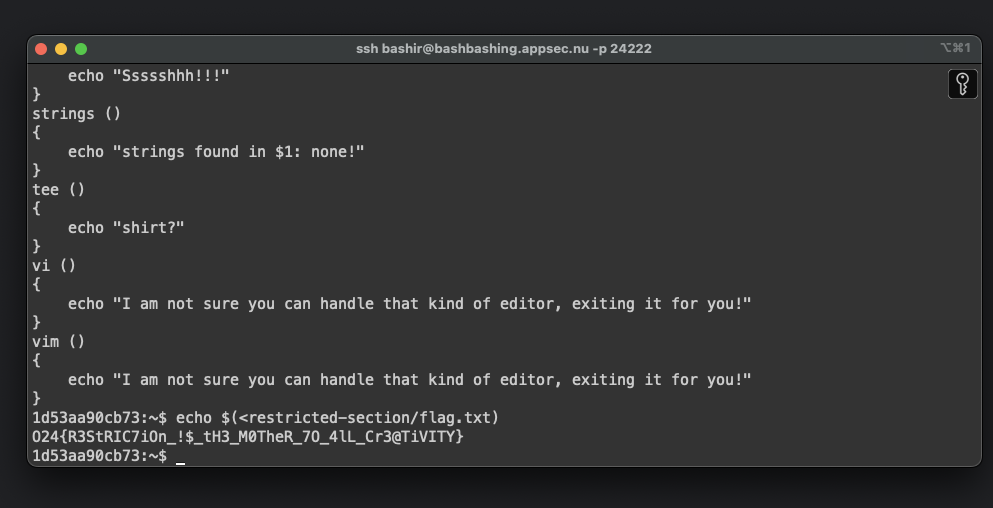 ssh bashir@bashbashing.appsec.nu -p 24222
⌥⌘1
echo "Ssssshhh!!!"
}
strings ()
{
echo "strings found in $1: none!"
}
tee ()
{
echo "shirt?"
}
vi ()
{
echo "I am not sure you can handle that kind of editor, exiting it for you!"
}
vim ()
{
echo "I am not sure you can handle that kind of editor, exiting it for you!"
}
1d53aa90cb73:~$ echo $(<restricted-section/flag.txt)
O24{R3StRIC7iOn_!$_tH3_M0TheR_7O_4lL_Cr3@TiVITY}
1d53aa90cb73:~$ _